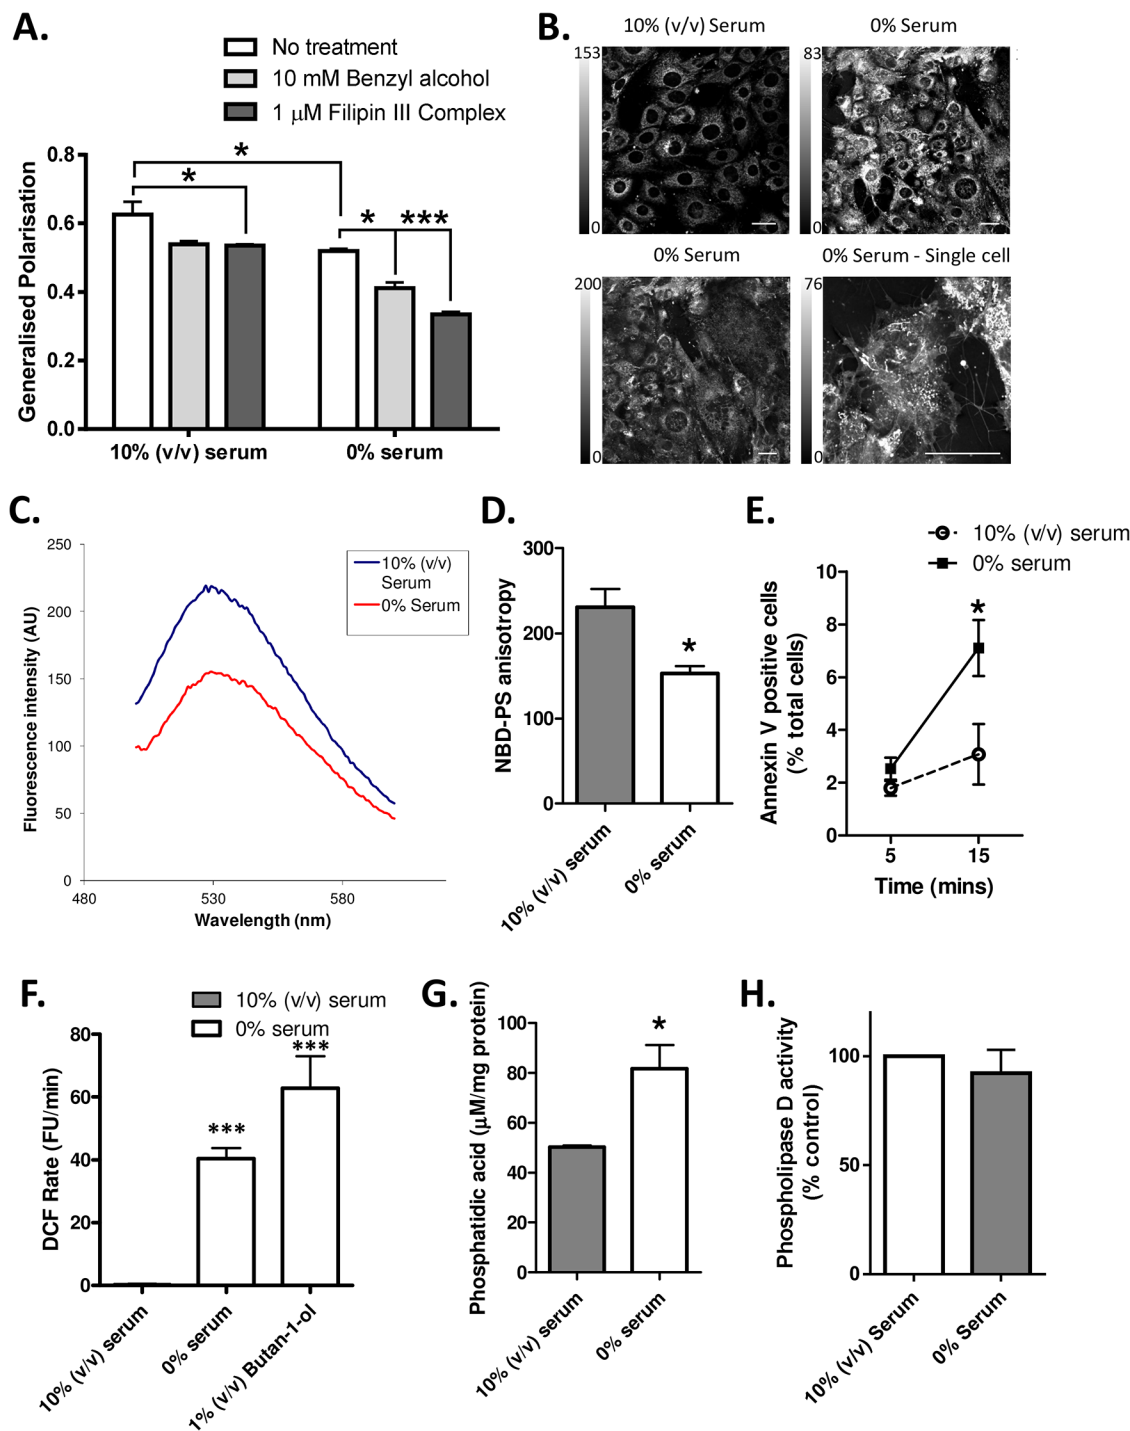 A.
No treatment
10 mM Benzyl alcohol
1 μM Filipin III Complex
Generalised Polarisation
0.8
0.6
0.4
0.2
0.0
*
*
*
***
10% (v/v) serum
0% serum
B.
10% (v/v) Serum
0% Serum
153
0
83
0
0% Serum
0% Serum - Single cell
200
0
76
0
C.
250
200
150
100
50
0
Fluorescence intensity (AU)
10% (v/v)
Serum
0% Serum
480
530
580
Wavelength (nm)
D.
NBD-PS anisotropy
300
200
100
0
*
10% (v/v) serum
0% serum
E.
10% (v/v) serum
0% serum
Annexin V positive cells
(% total cells)
10
8
6
4
2
0
*
5
15
Time (mins)
F.
10% (v/v) serum
0% serum
DCF Rate (FU/min)
80
60
40
20
0
***
***
10% (v/v) serum
0% serum
1% (v/v) Butan-1-ol
G.
Phosphatidic acid (μM/mg protein)
100
80
60
40
20
0
*
10% (v/v) serum
0% serum
H.
Phospholipase D activity
(% control)
100
50
0
10% (v/v) Serum
0% Serum